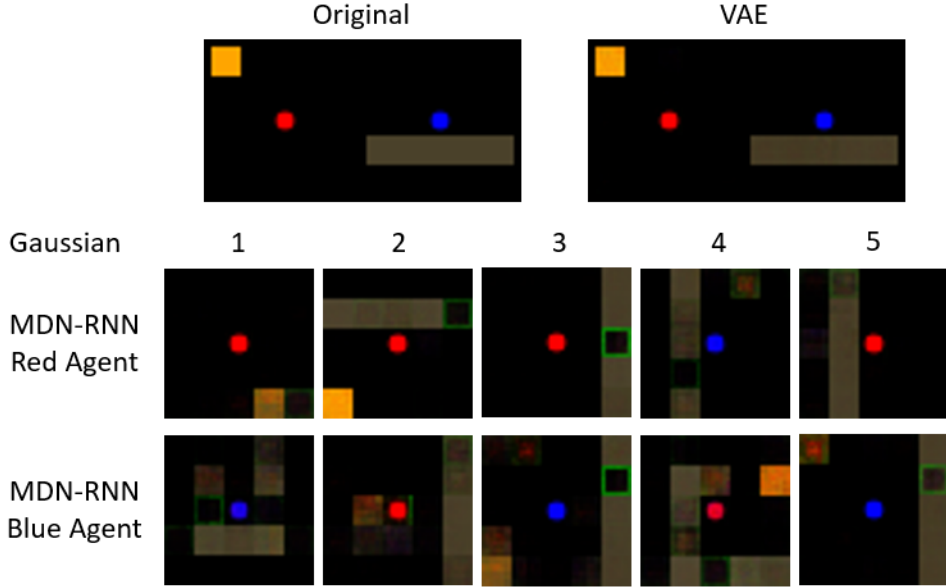 Original VAE
Gaussian 1 2 3 4 5
MDN-RNN
Red Agent
MDN-RNN
Blue Agent